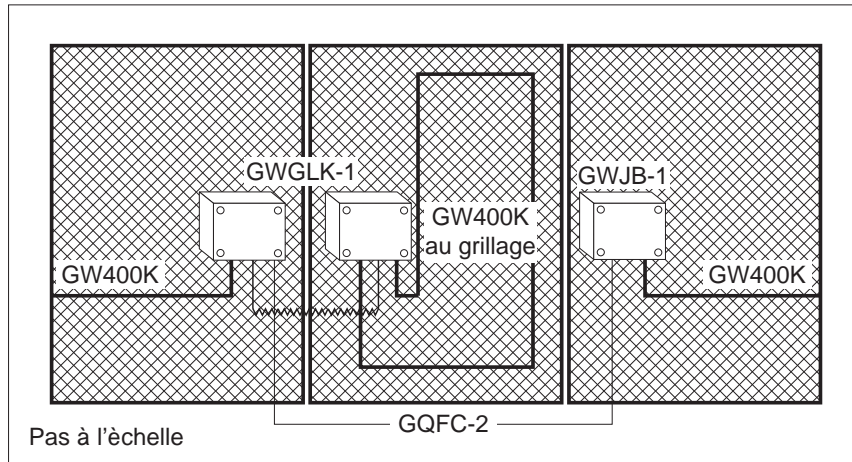 GWGLK-1
GWJB-1
GW400K
au grillage
GW400K
GW400K
GQFC-2
Pas à l'èchelle